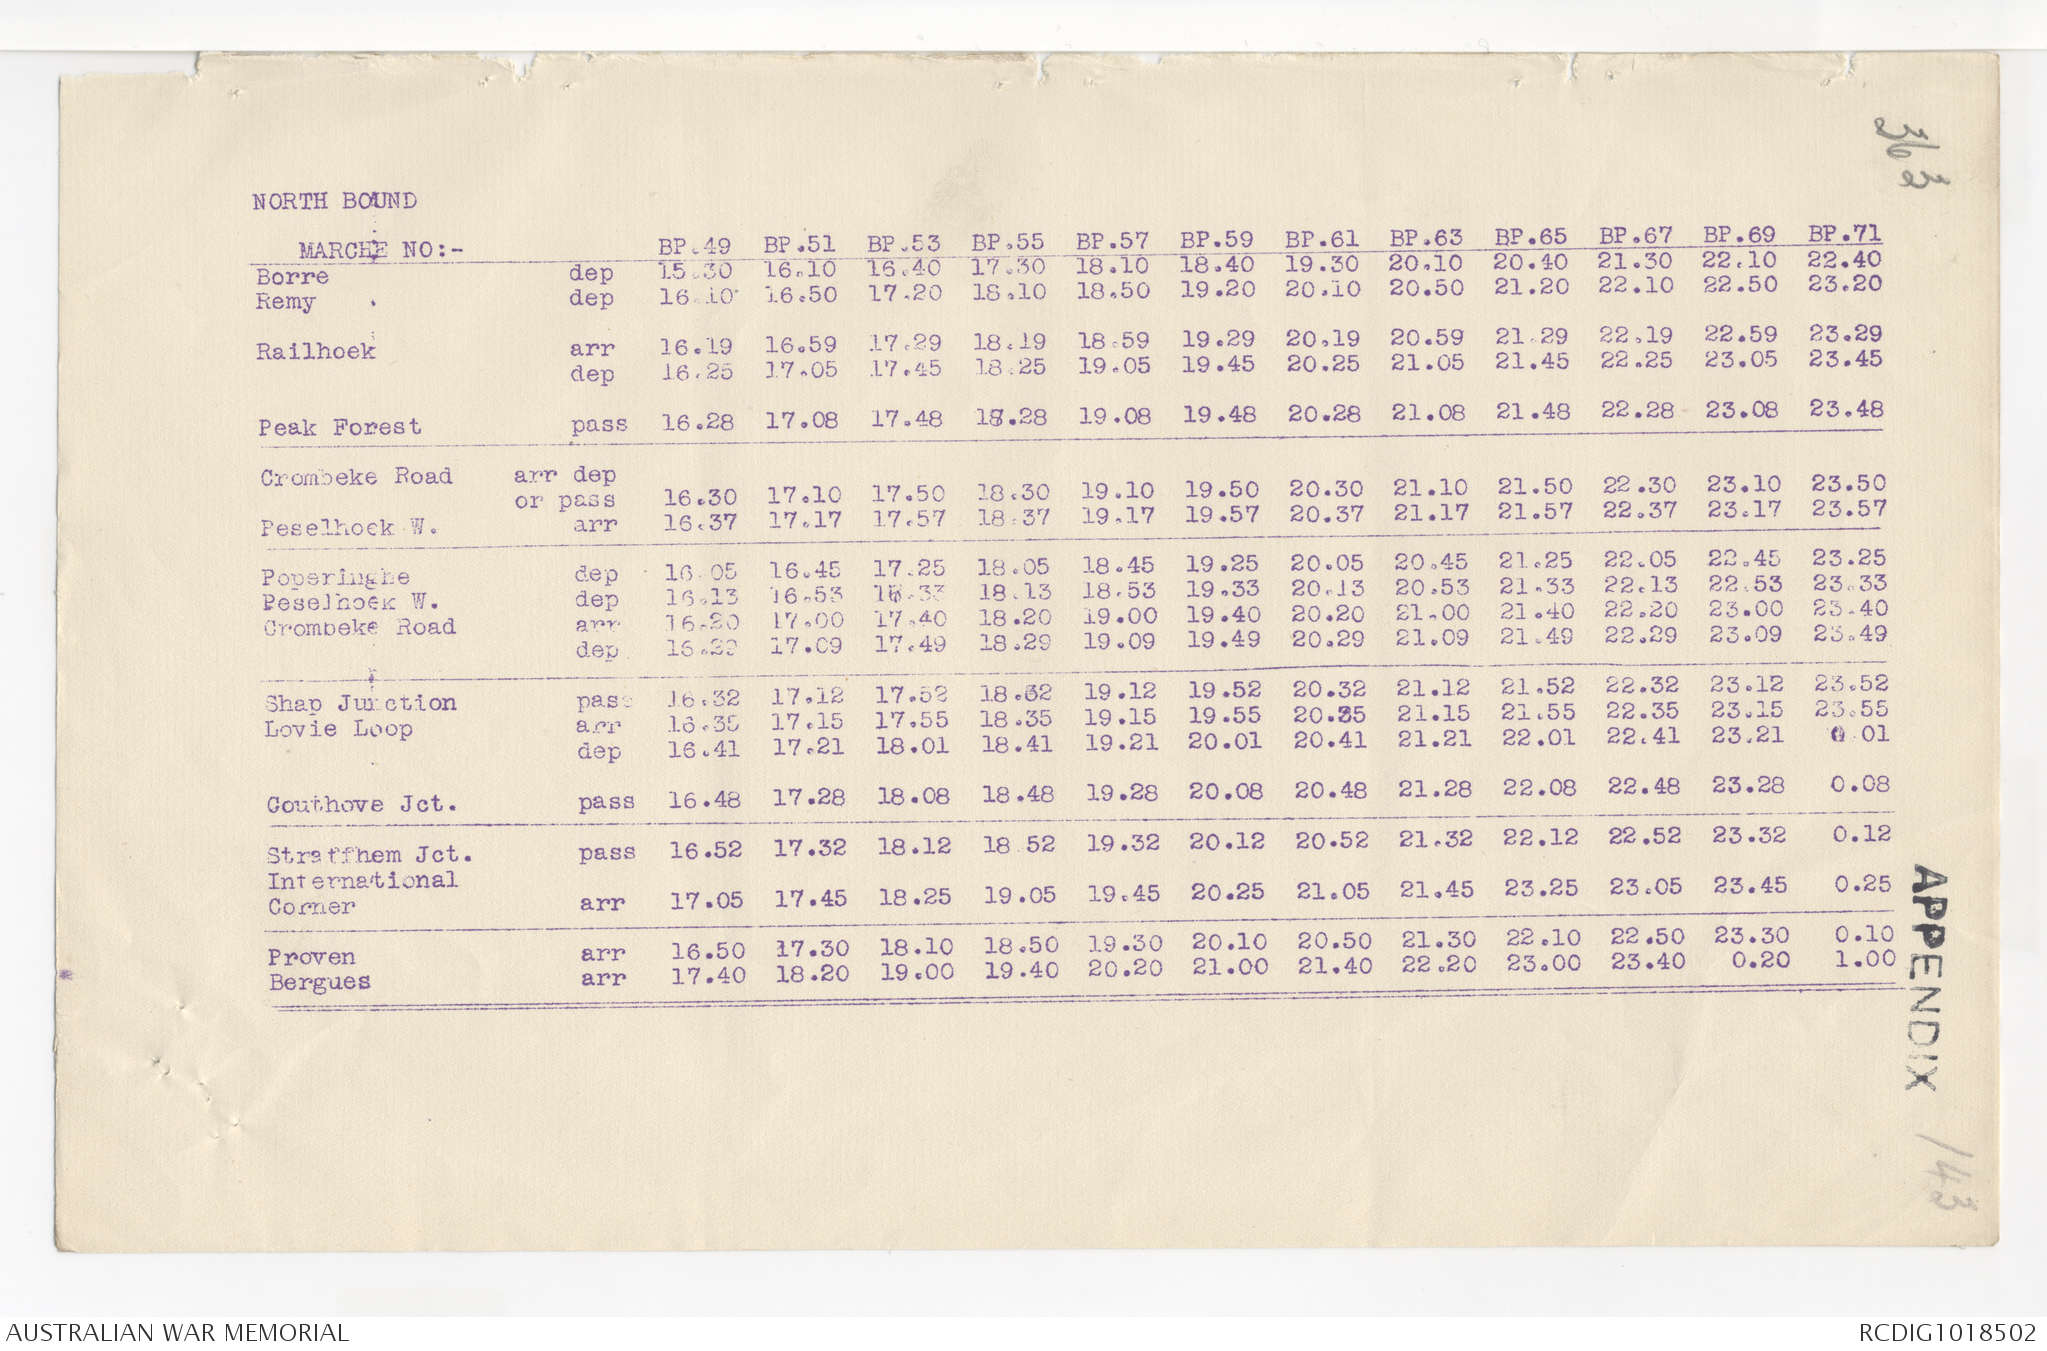 NORTH BOUND
MARCHE NO:- BP.49 BP.51 BP.53 BP.55 BP.57 BP.59 BP.61 BP.63 BP.65 BP.67 BP.69 BP.71
Borre dep 15.30 16.10 16.40 17.30 18.10 18.40 19.30 20.10 20.40 21.30 22.10 22.40
Remy dep 16.10 16.50 17.20 18.10 18.50 19.20 20.10 20.50 21.20 22.10 22.50 23.20
Railhoek arr 16.19 16.59 17.29 18.19 18.59 19.29 20.19 20.59 21.29 22.19 22.59 23.29
dep 16.25 17.05 17.45 18.25 19.05 19.45 20.25 21.05 21.45 22.25 23.05 23.45
Peak Forest pass 16.28 17.08 17.48 18.28 19.08 19.48 20.28 21.08 21.48 22.28 23.08 23.48
Crombeke Road arr dep
or pass 16.30 17.10 17.50 18.30 19.10 19.50 20.30 21.10 21.50 22.30 23.10 23.50
Peselhoek W. arr 16.37 17.17 17.57 18.37 19.17 19.57 20.37 21.17 21.57 22.37 23.17 23.57
Poperinghe dep 16.05 16.45 17.25 18.05 18.45 19.25 20.05 20.45 21.25 22.05 22.45 23.25
Peselhoek W. dep 16.13 16.53 17.33 18.13 18.53 19.33 20.13 20.53 21.33 22.13 22.53 23.33
Crombeke Road arr 16.20 17.00 17.40 18.20 19.00 19.40 20.20 21.00 21.40 22.20 23.00 23.40
dep 16.29 17.09 17.49 18.29 19.09 19.49 20.29 21.09 21.49 22.29 23.09 23.49
Shap Junction pass 16.32 17.12 17.52 18.32 19.12 19.52 20.32 21.12 21.52 22.32 23.12 23.52
Lovie Loop arr 16.35 17.15 17.55 18.35 19.15 19.55 20.35 21.15 21.55 22.35 23.15 23.55
dep 16.41 17.21 18.01 18.41 19.21 20.01 20.41 21.21 22.01 22.41 23.21 0.01
Couthove Jct. pass 16.48 17.28 18.08 18.48 19.28 20.08 20.48 21.28 22.08 22.48 23.28 0.08
Straffhem Jct. pass 16.52 17.32 18.12 18 52 19.32 20.12 20.52 21.32 22.12 22.52 23.32 0.12
International
Corner arr 17.05 17.45 18.25 19.05 19.45 20.25 21.05 21.45 23.25 23.05 23.45 0.25
Proven arr 16.50 17.30 18.10 18.50 19.30 20.10 20.50 21.30 22.10 22.50 23.30 0.10
Bergues arr 17.40 18.20 19.00 19.40 20.20 21.00 21.40 22.20 23.00 23.40 0.20 1.00
APPENDIX 143
AUSTRALIAN WAR MEMORIAL
RCDIG1018502